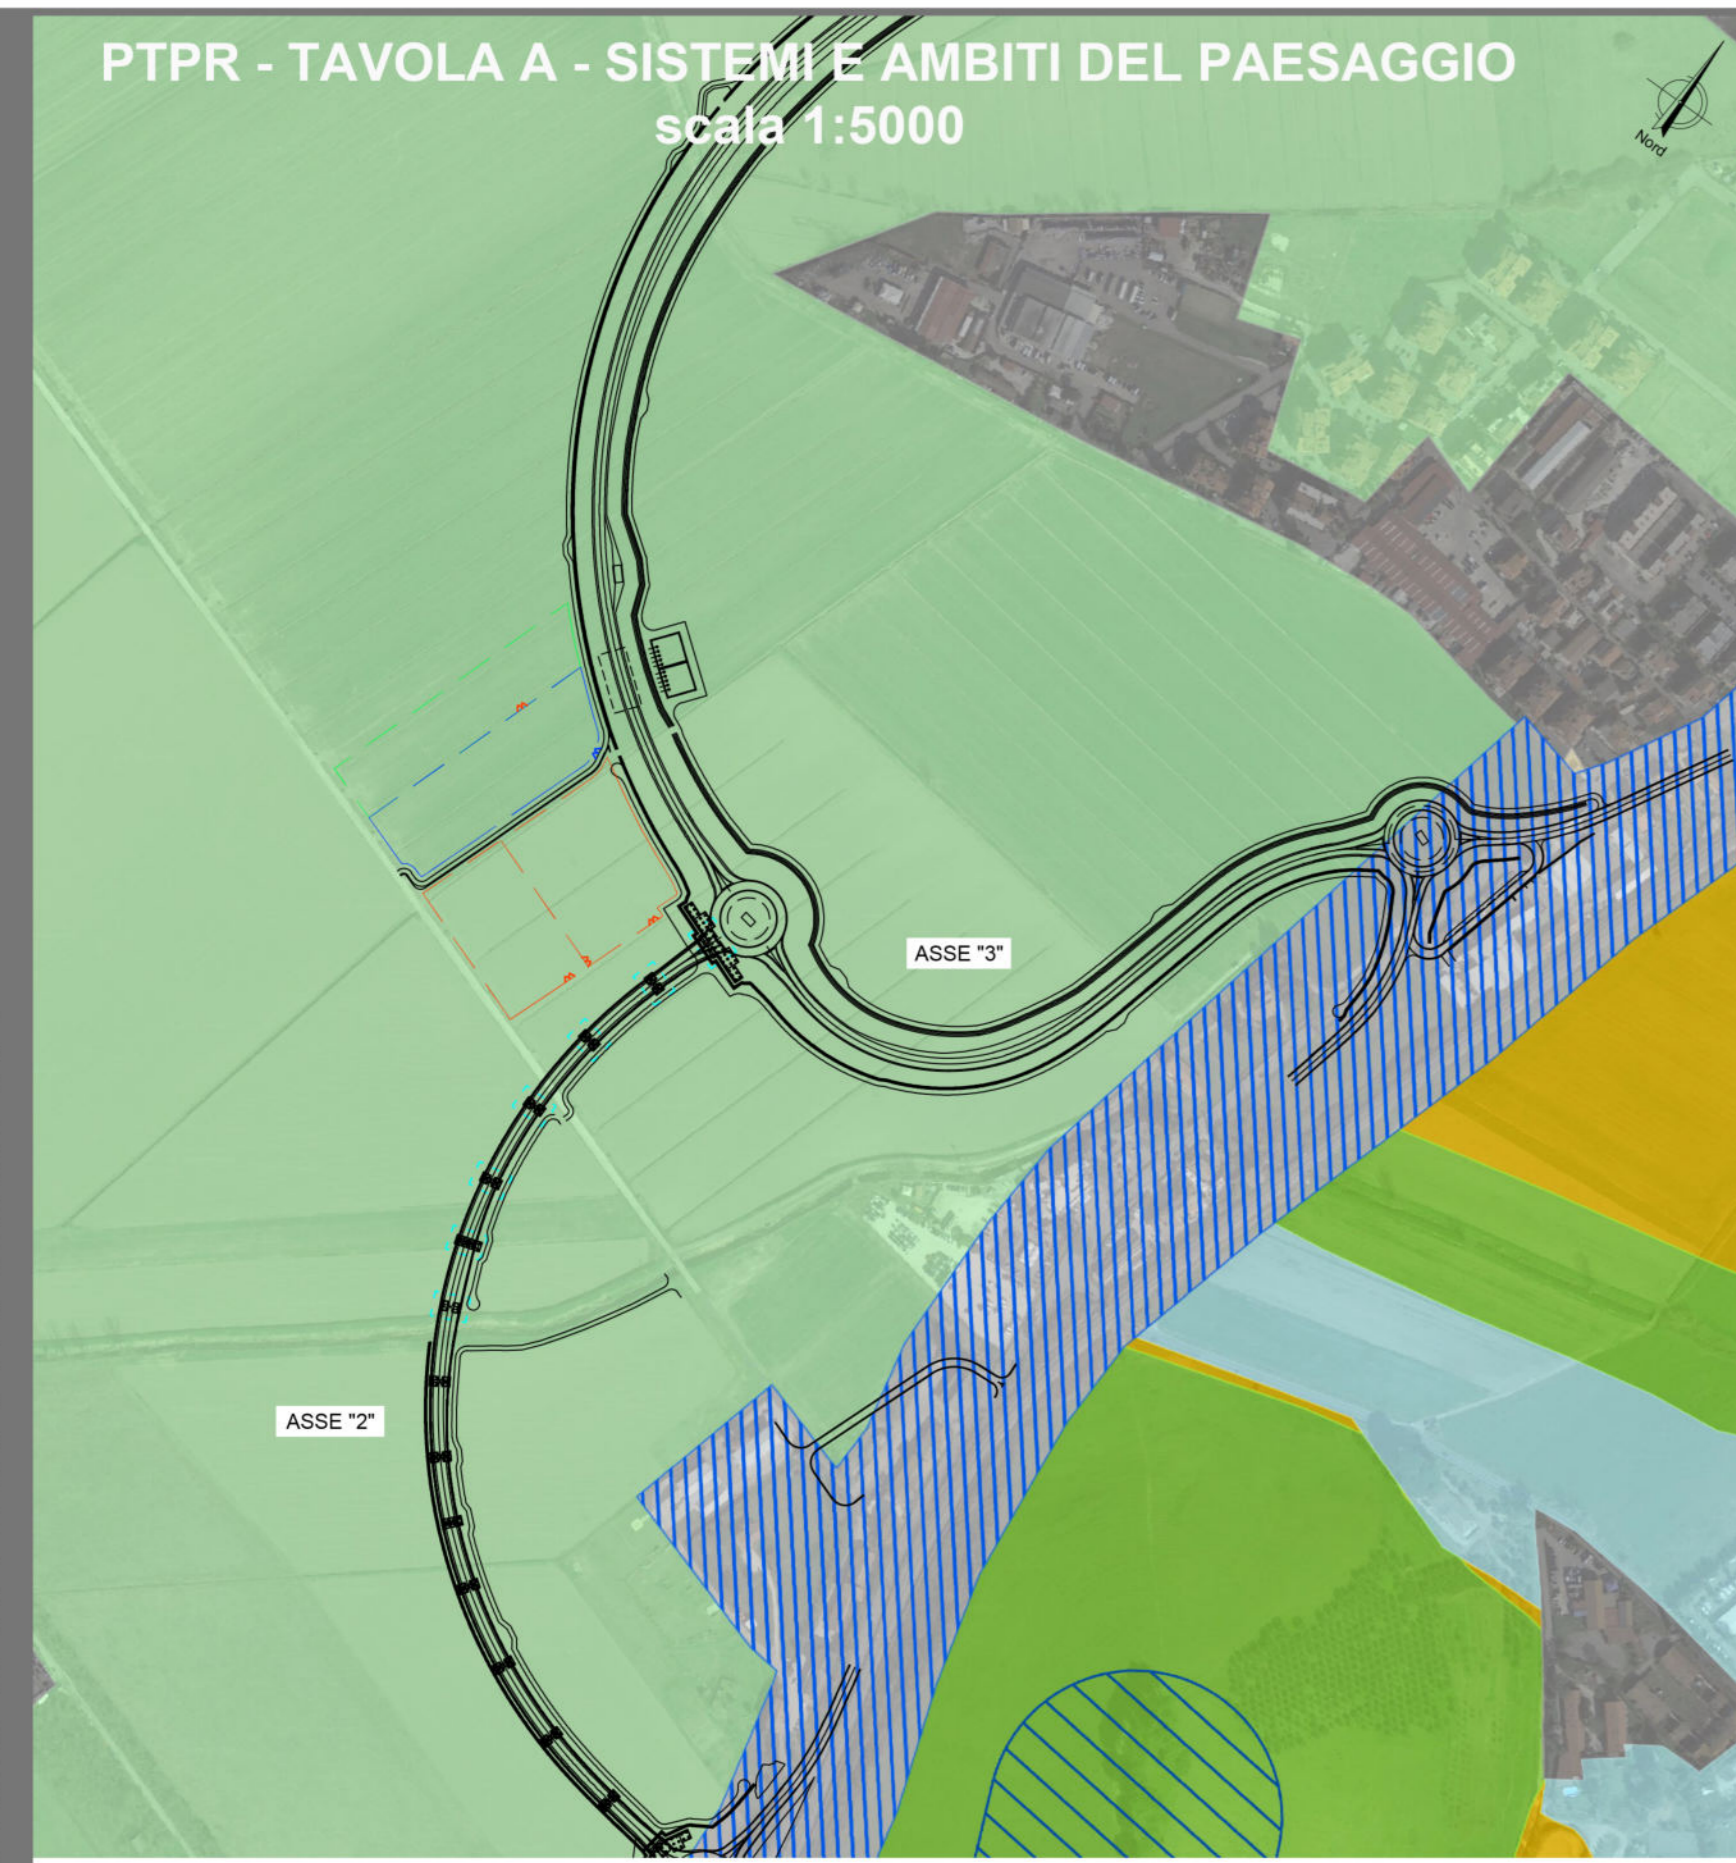 PTPR - TAVOLA A - SISTEMI E AMBITI DEL PAESAGGIO
scala 1:5000
Nord
ASSE "3"
ASSE "2"